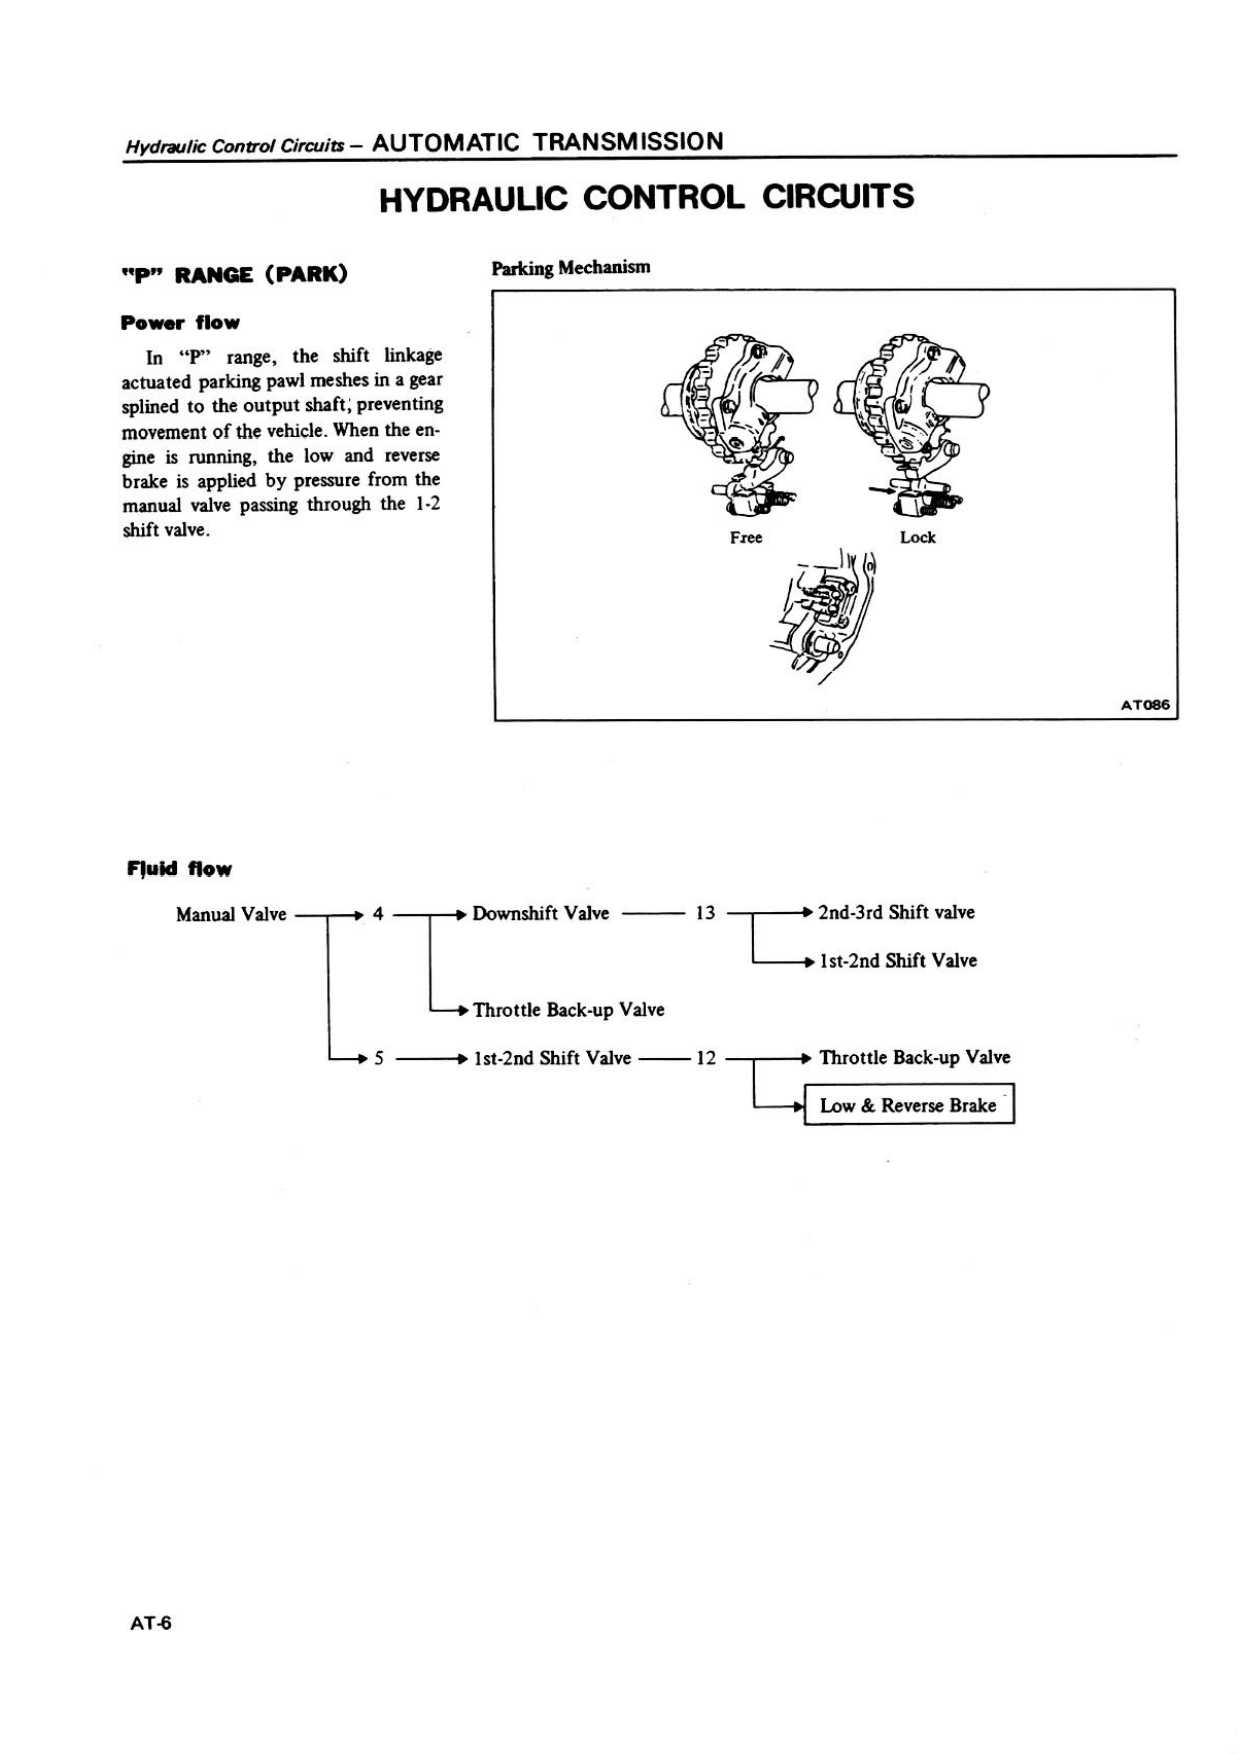 Hydraulic Control Circuits – AUTOMATIC TRANSMISSION
HYDRAULIC CONTROL CIRCUITS
"P" RANGE (PARK)
Power flow
In "P" range, the shift linkage
actuated parking pawl meshes in a gear
splined to the output shaft, preventing
movement of the vehicle. When the en-
gine is running, the low and reverse
brake is applied by pressure from the
manual valve passing through the 1-2
shift valve.
Parking Mechanism
Free
Lock
AT086
Fluid flow
Manual Valve 4 Downshift Valve 13 2nd-3rd Shift valve
1st-2nd Shift Valve
Throttle Back-up Valve
5 1st-2nd Shift Valve 12 Throttle Back-up Valve
Low & Reverse Brake
AT-6